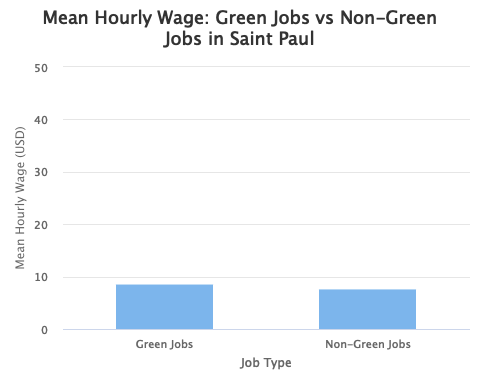 Mean Hourly Wage: Green Jobs vs Non-Green
Jobs in Saint Paul
Mean Hourly Wage (USD)
50
40
30
20
10
0
Green Jobs
Non-Green Jobs
Job Type